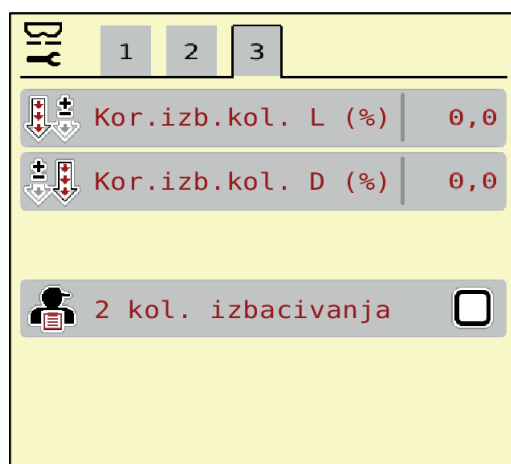 1 2 3
Kor.izb.kol. L (%) 0,0
Kor.izb.kol. D (%) 0,0
2 kol. izbacivanja